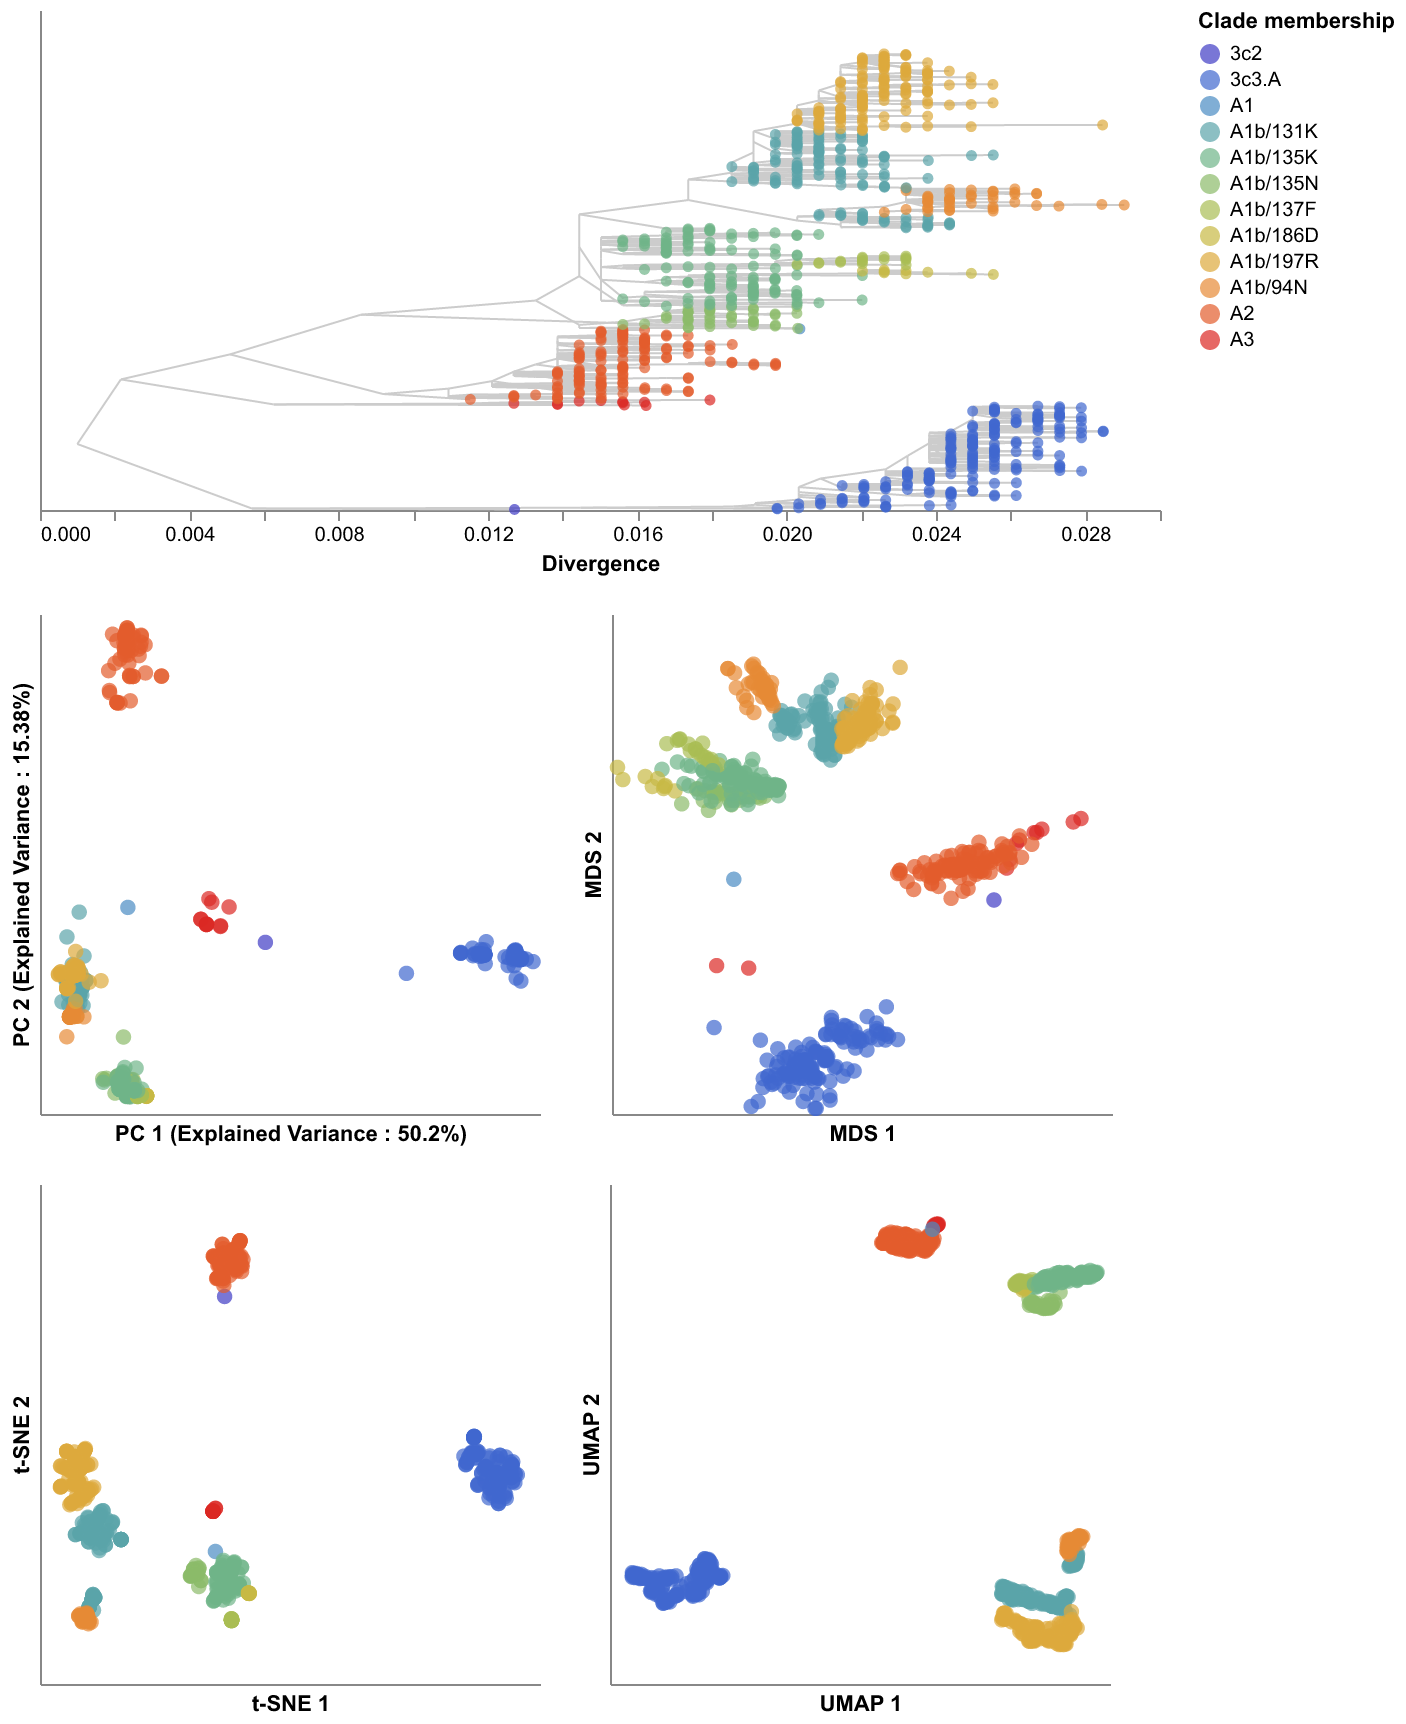 Clade membership
3c2
3c3.A
A1
A1b/131K
A1b/135K
A1b/135N
A1b/137F
A1b/186D
A1b/197R
A1b/94N
A2
A3
0.000 0.004 0.008 0.012 0.016 0.020 0.024 0.028
Divergence
PC 2 (Explained Variance : 15.38%)
PC 1 (Explained Variance : 50.2%)
MDS 2
MDS 1
t-SNE 2
t-SNE 1
UMAP 2
UMAP 1